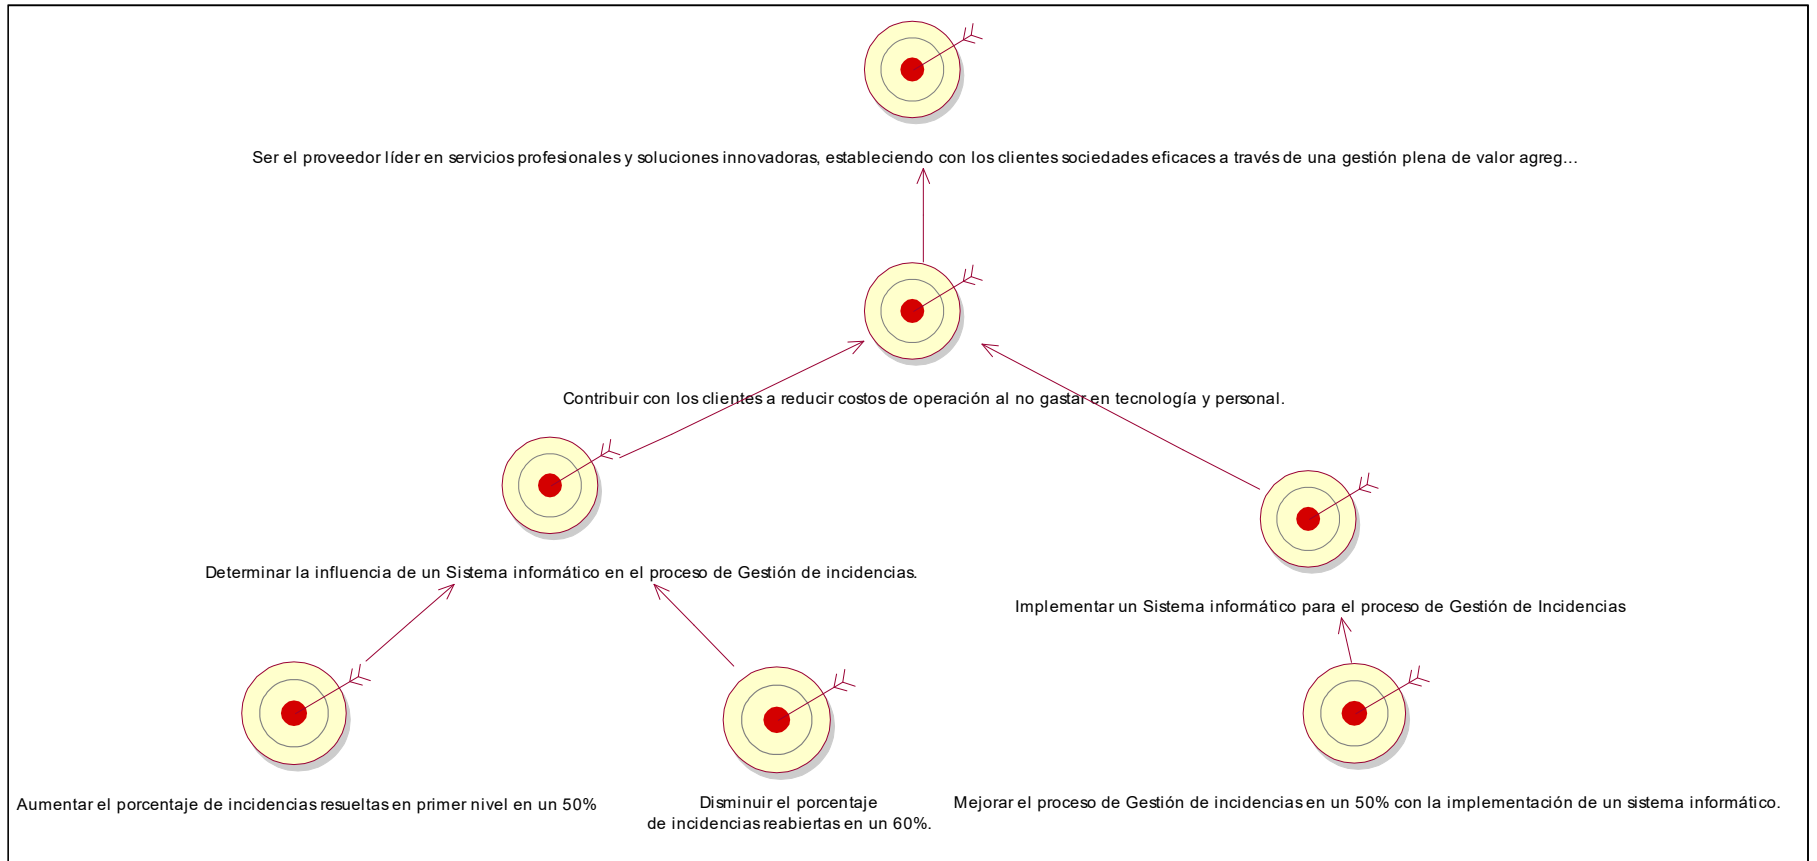 Ser el proveedor líder en servicios profesionales y soluciones innovadoras, estableciendo con los clientes sociedades eficaces a través de una gestión plena de valor agreg...
Contribuir con los clientes a reducir costos de operación al no gastar en tecnología y personal.
Determinar la influencia de un Sistema informático en el proceso de Gestión de incidencias.
Implementar un Sistema informático para el proceso de Gestión de Incidencias
Aumentar el porcentaje de incidencias resueltas en primer nivel en un 50%
Disminuir el porcentaje
de incidencias reabiertas en un 60%.
Mejorar el proceso de Gestión de incidencias en un 50% con la implementación de un sistema informático.